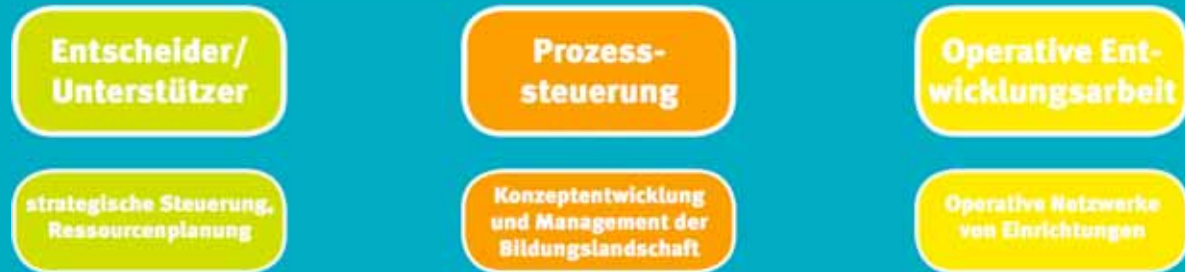 Entscheider/
Unterstützer
Prozess-
steuerung
Operative Ent-
wicklungsarbeit
strategische Steuerung,
Ressourcenplanung
Konzeptentwicklung
und Management der
Bildungslandschaft
Operative Netzwerke
von Einrichtungen